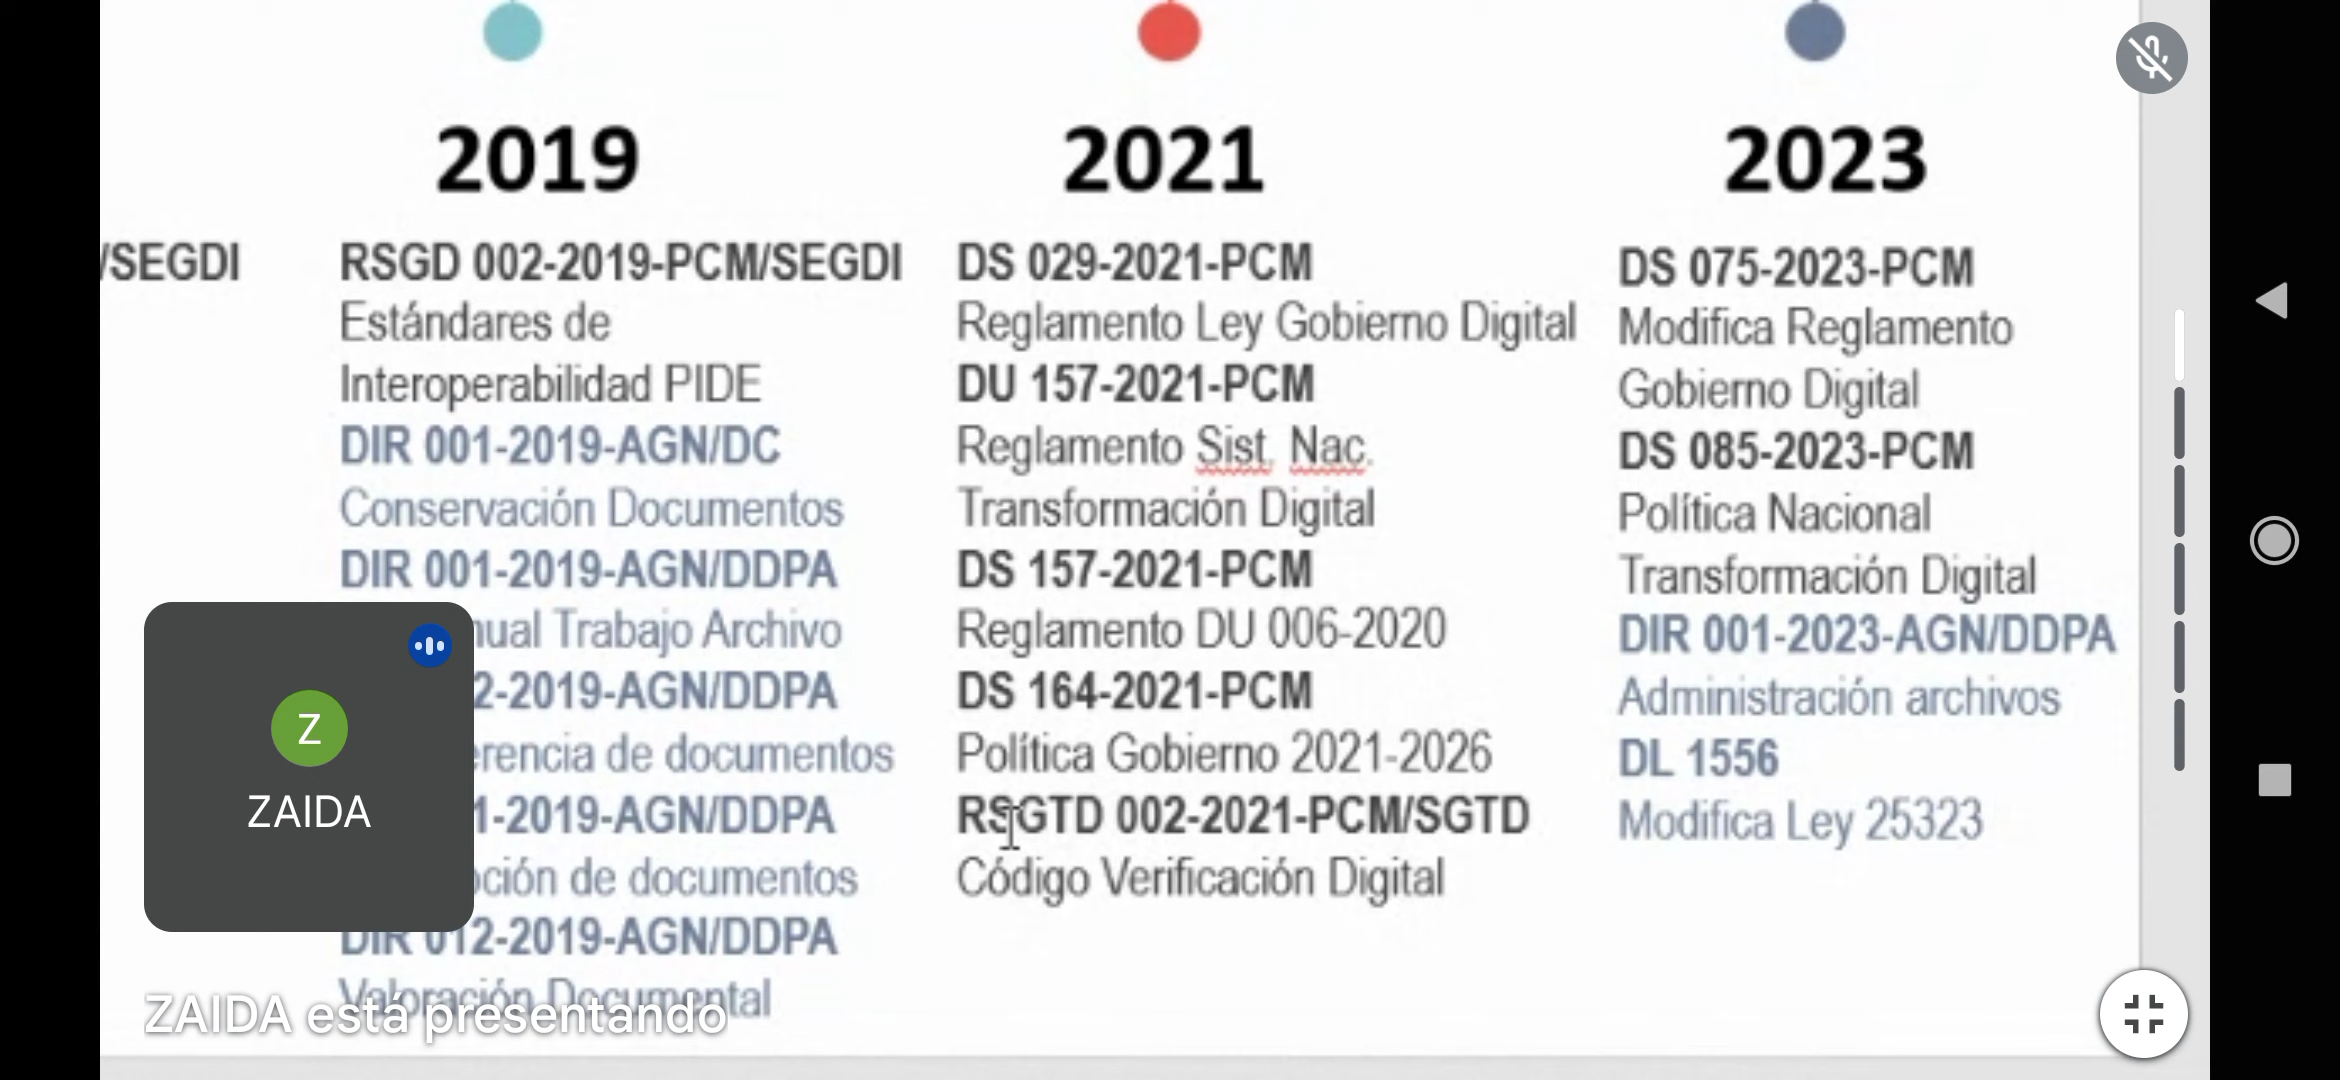 2019
2021
2023
/SEGDI
RSGD 002-2019-PCM/SEGDI
Estándares de
Interoperabilidad PIDE
DIR 001-2019-AGN/DC
Conservación Documentos
DIR 001-2019-AGN/DDPA
Trabajo Archivo
2-2019-AGN/DDPA
de documentos
1-2019-AGN/DDPA
de documentos
DIR 012-2019-AGN/DDPA
Valoración Documental
DS 029-2021-PCM
Reglamento Ley Gobierno Digital
DU 157-2021-PCM
Reglamento Sist. Nac.
Transformación Digital
DS 157-2021-PCM
Reglamento DU 006-2020
DS 164-2021-PCM
Política Gobierno 2021-2026
RSGTD 002-2021-PCM/SGTD
Código Verificación Digital
DS 075-2023-PCM
Modifica Reglamento
Gobierno Digital
DS 085-2023-PCM
Política Nacional
Transformación Digital
DIR 001-2023-AGN/DDPA
Administración archivos
DL 1556
Modifica Ley 25323
Z
ZAIDA
ZAIDA está presentando